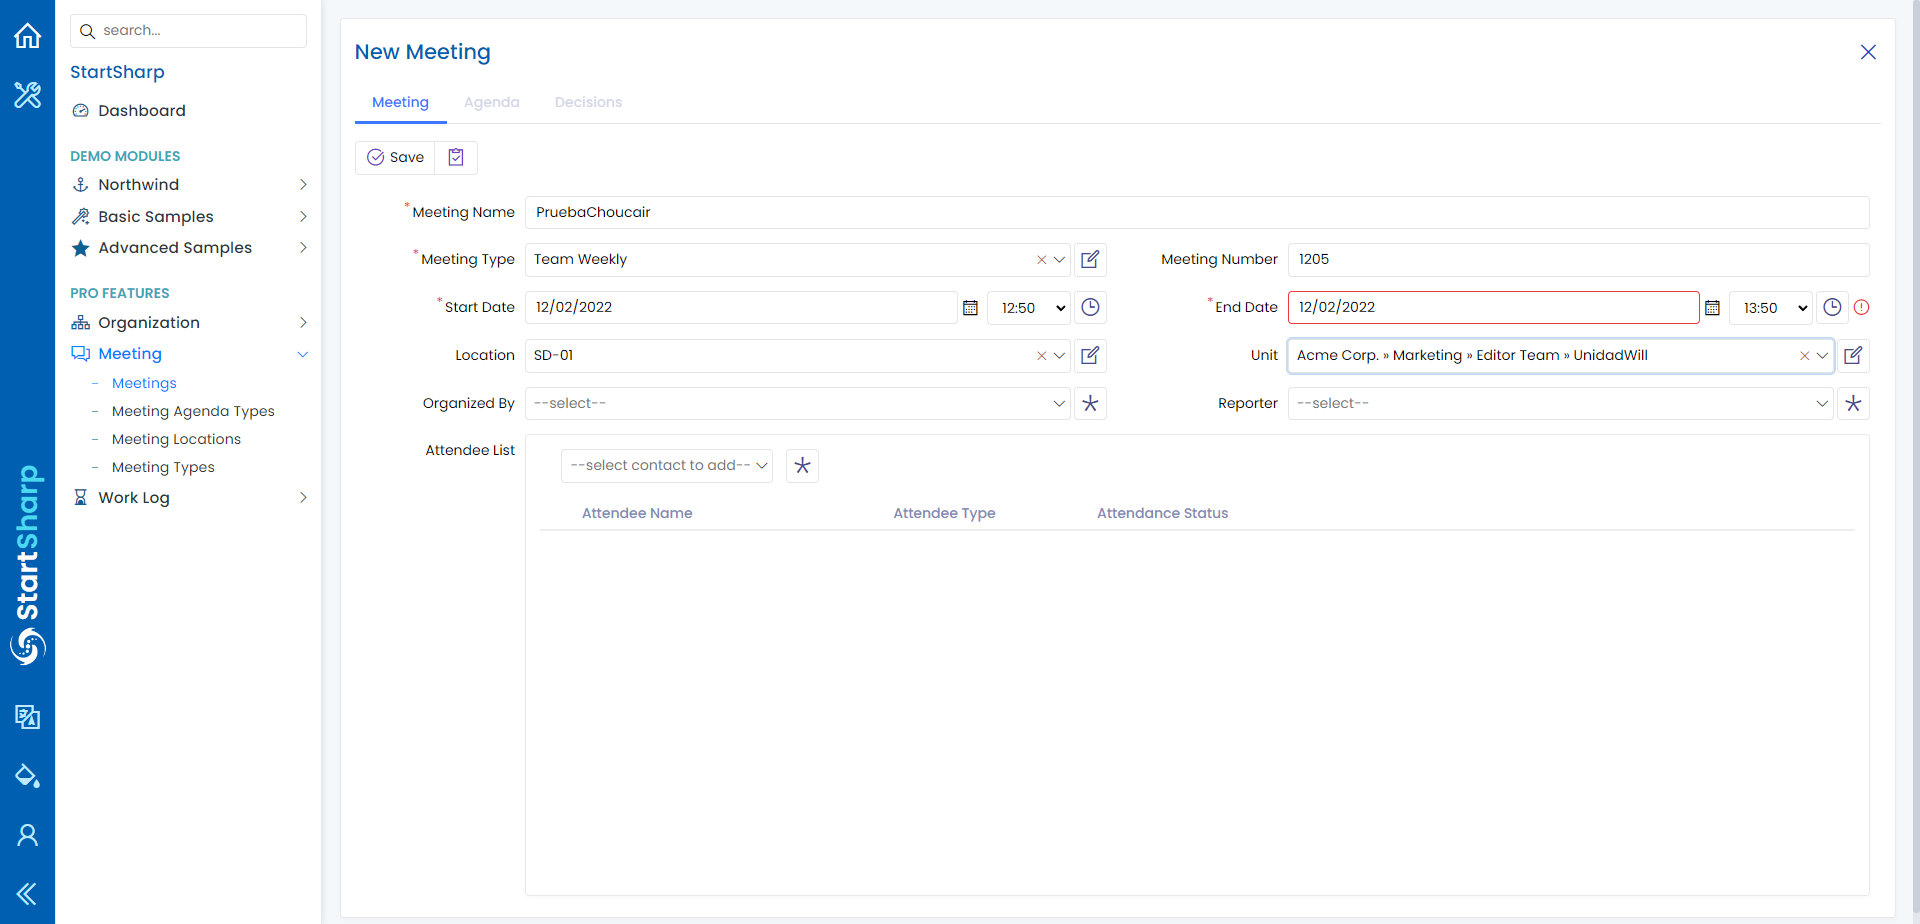 search...
StartSharp
Dashboard
DEMO MODULES
Northwind
Basic Samples
Advanced Samples
PRO FEATURES
Organization
Meeting
Meetings
Meeting Agenda Types
Meeting Locations
Meeting Types
Work Log
StartSharp
New Meeting
Meeting Agenda Decisions
Save
*Meeting Name PruebaChoucair
*Meeting Type Team Weekly Meeting Number 1205
*Start Date 12/02/2022 12:50 *End Date 12/02/2022 13:50
Location SD-01 Unit Acme Corp. » Marketing » Editor Team » UnidadWill
Organized By --select-- Reporter --select--
Attendee List
--select contact to add--
Attendee Name Attendee Type Attendance Status